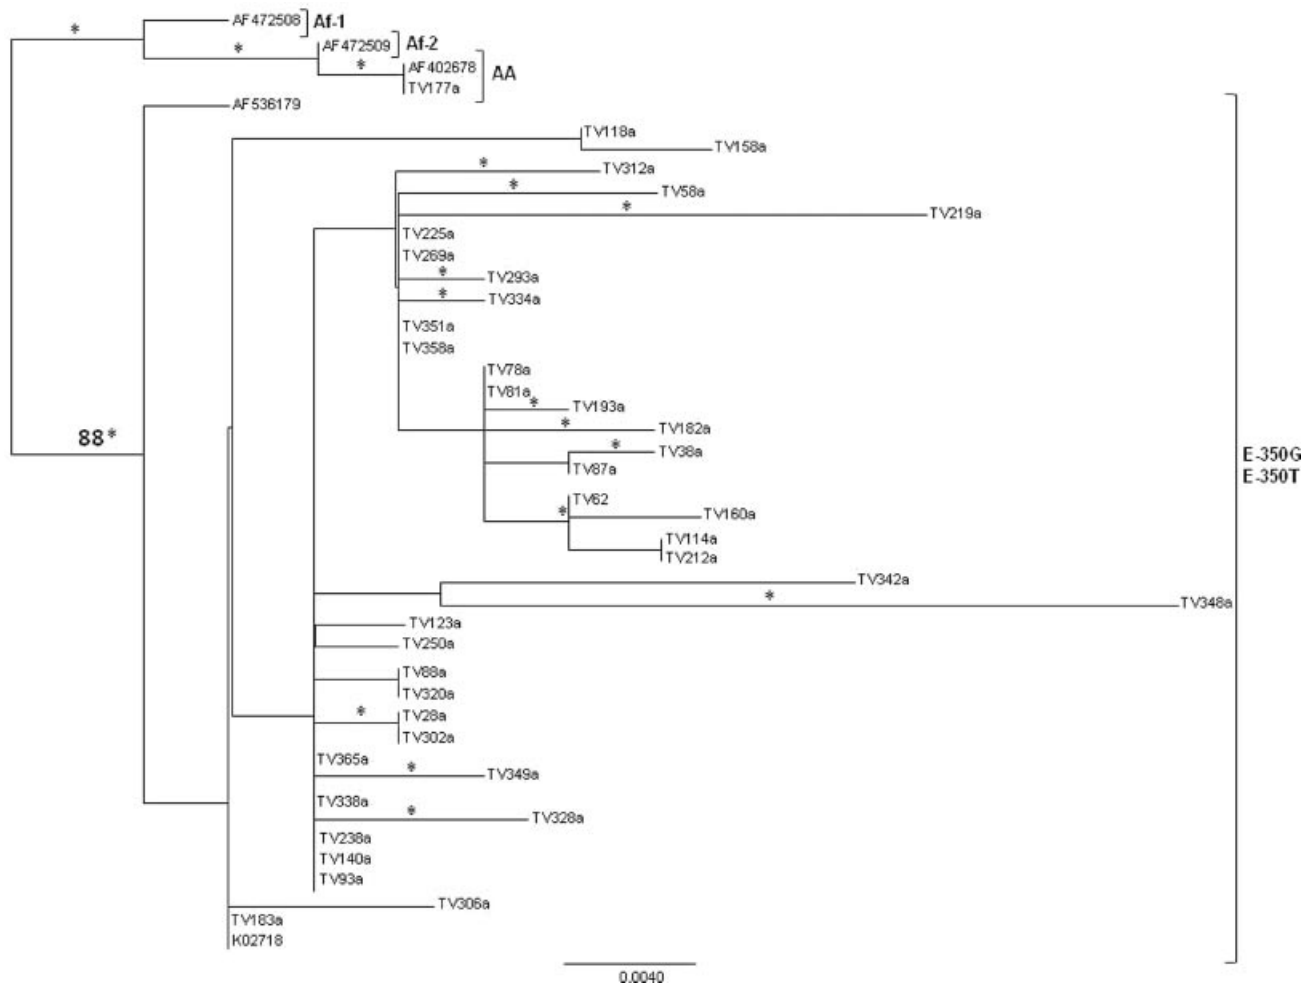 * AF472508 Af-1
* AF472509 Af-2
* AF402678 AA
TV177a
AF536179
TV118a
TV158a
* TV312a
* TV58a
* TV219a
TV225a
TV269a
* TV293a
* TV334a
TV351a
TV358a
TV78a
TV81a
* TV193a
* TV182a
88*
* TV38a
TV87a
E-350G
E-350T
TV62
* TV160a
TV114a
TV212a
TV342a
* TV348a
TV123a
TV250a
TV88a
TV320a
* TV28a
TV302a
TV365a
* TV349a
TV338a
* TV328a
TV238a
TV140a
TV93a
TV306a
TV183a
K02718
0.0040